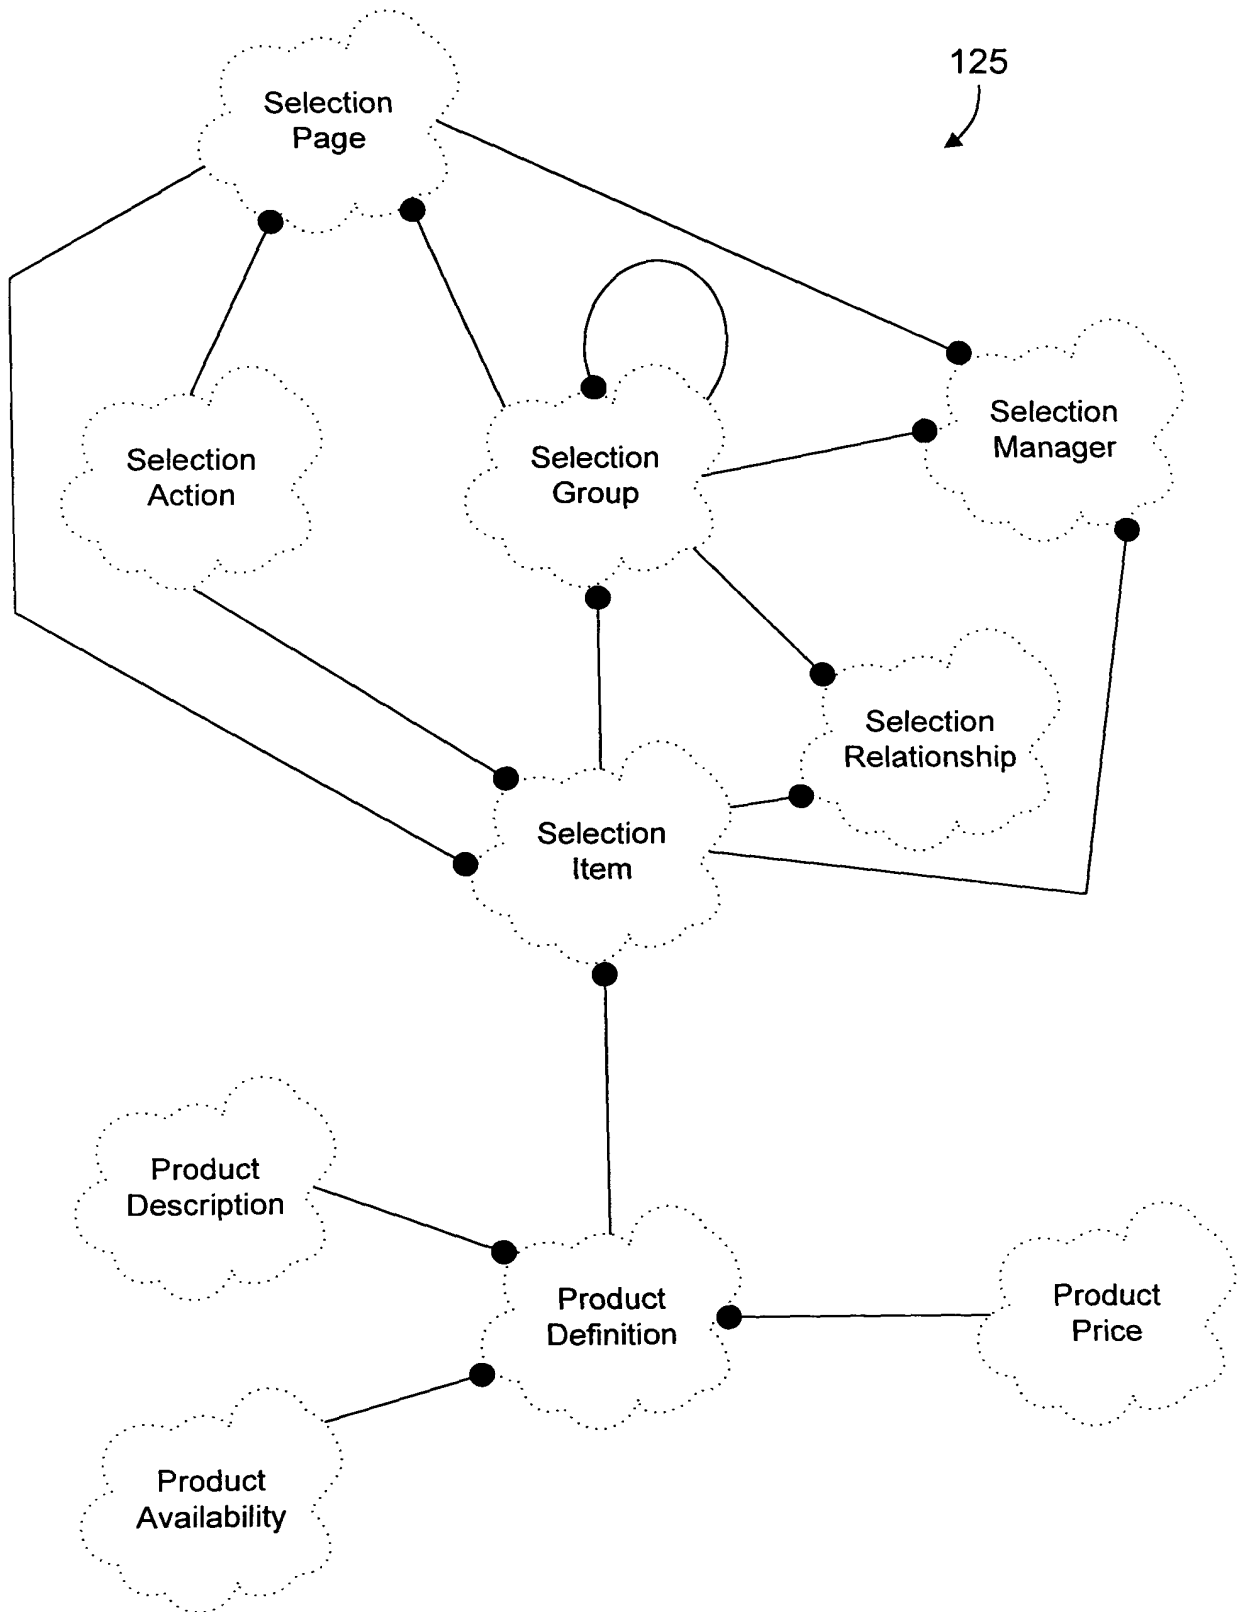 125
Selection
Page
Selection
Manager
Selection
Action
Selection
Group
Selection
Relationship
Selection
Item
Product
Description
Product
Definition
Product
Price
Product
Availability